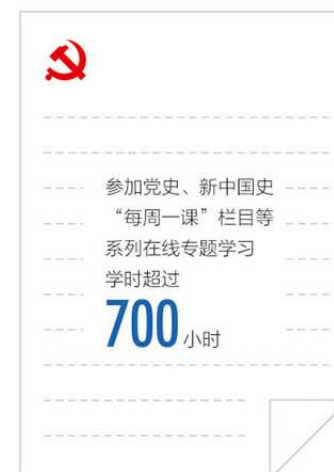 参加党史、新中国史
“每周一课”栏目等
系列在线专题学习
学时超过
700小时